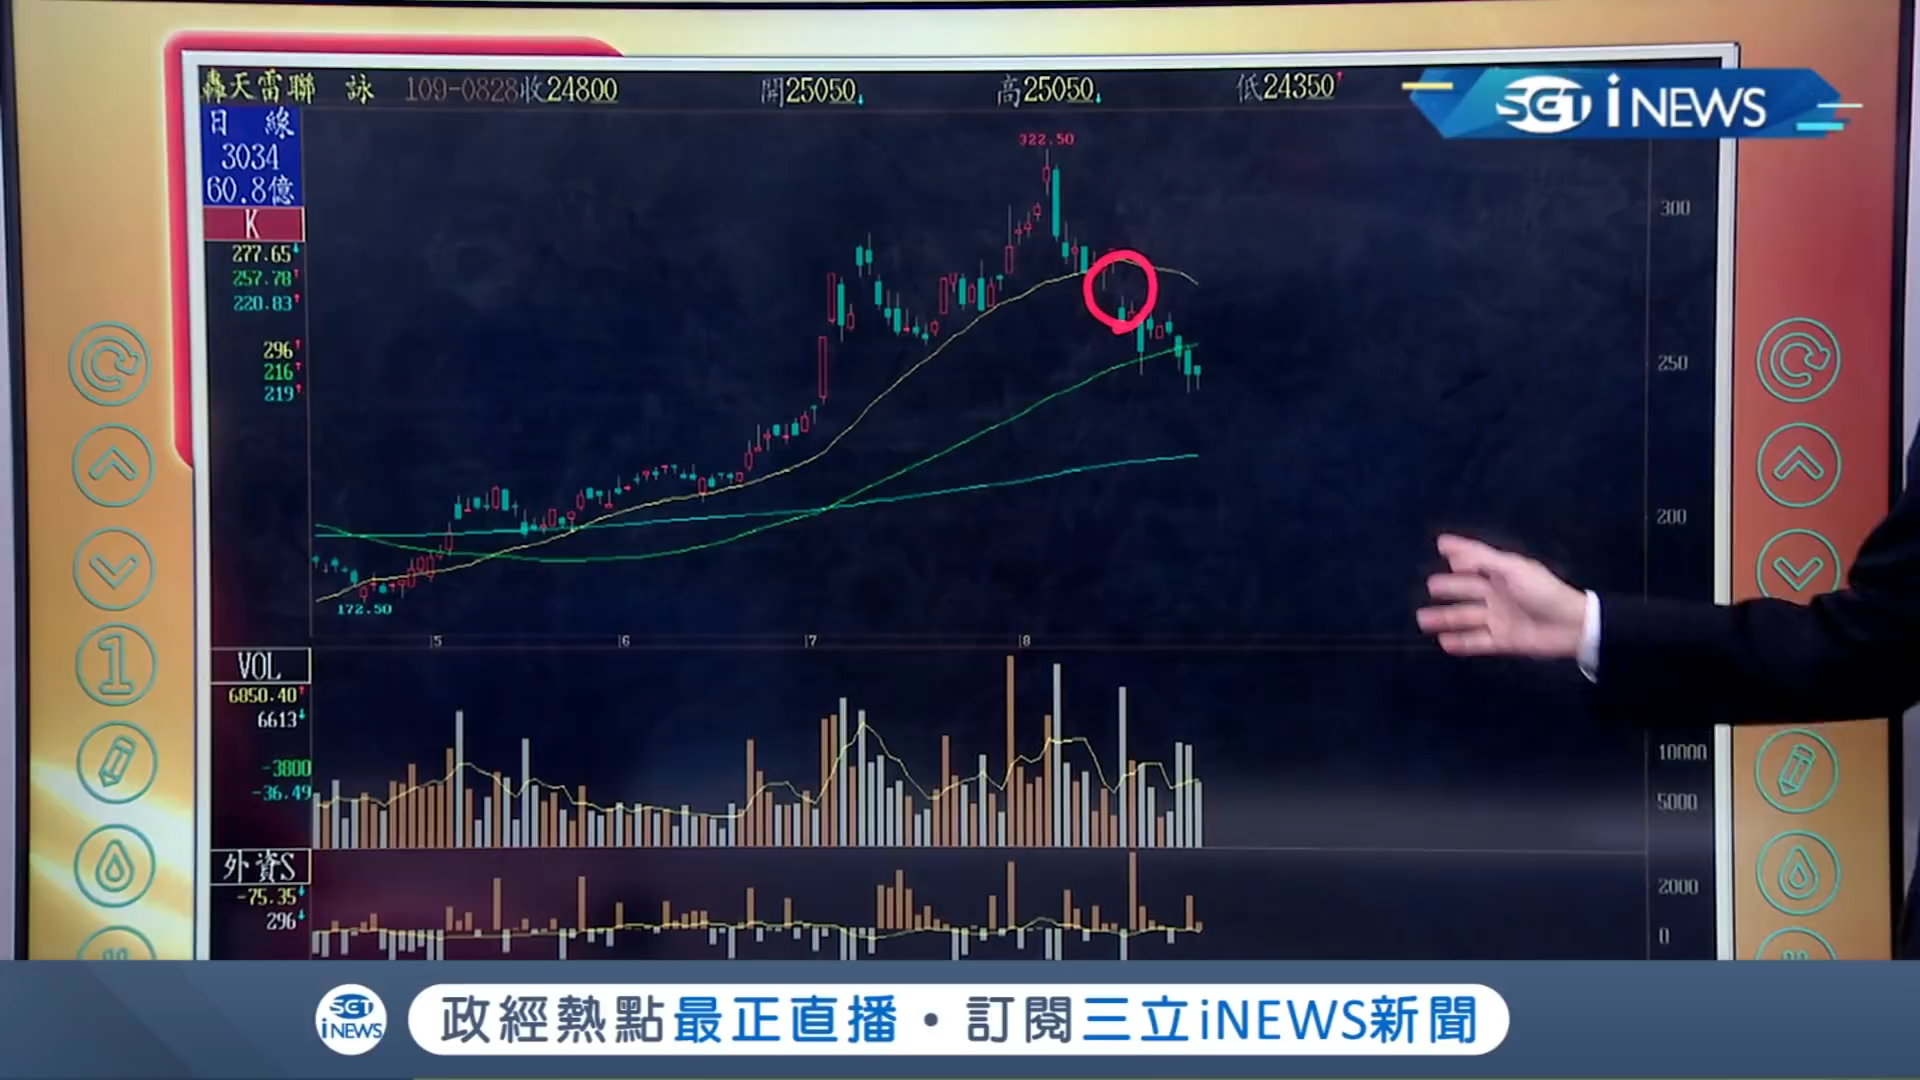 轟天雷聯 詠 109-0828收24800 開25050↓ 高25050↓ 低24350↑
SET iNEWS
日 線
3034
60.8億
K
277.65↓
257.78↑
220.83↑
296↑
216↑
219↑
322.50
172.50
300
250
200
5 6 7 8
VOL
6850.40↑
6613↓
-3800
-36.49
10000
5000
外資S
-75.35↓
296↓
2000
0
1
SET iNEWS 政經熱點最正直播・訂閱三立iNEWS新聞